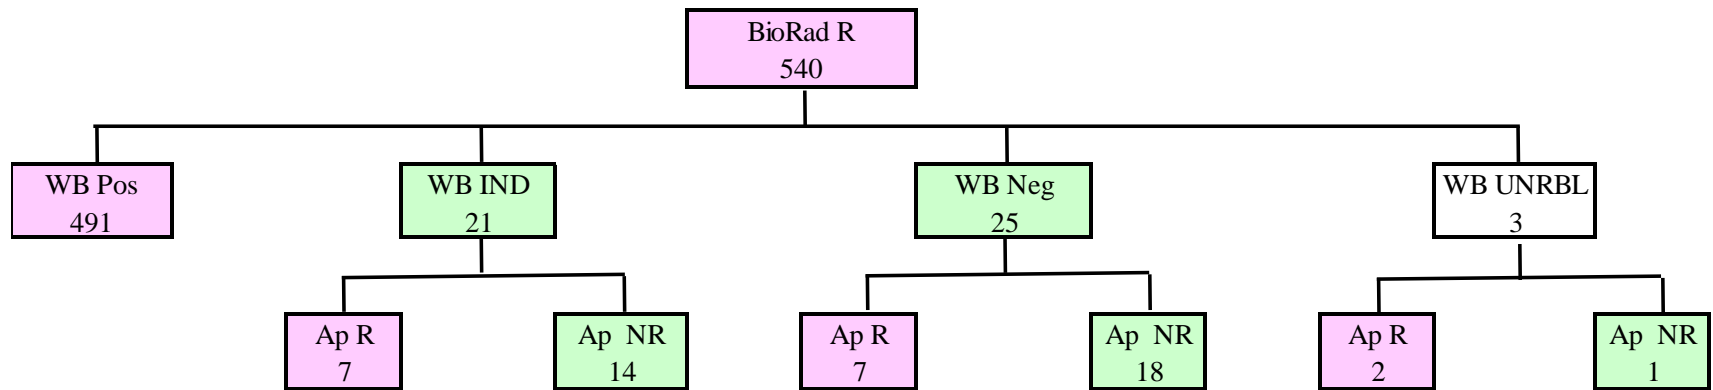 BioRad R
540
WB Pos
491
WB IND
21
WB Neg
25
WB UNRBL
3
Ap R
7
Ap NR
14
Ap R
7
Ap NR
18
Ap R
2
Ap NR
1